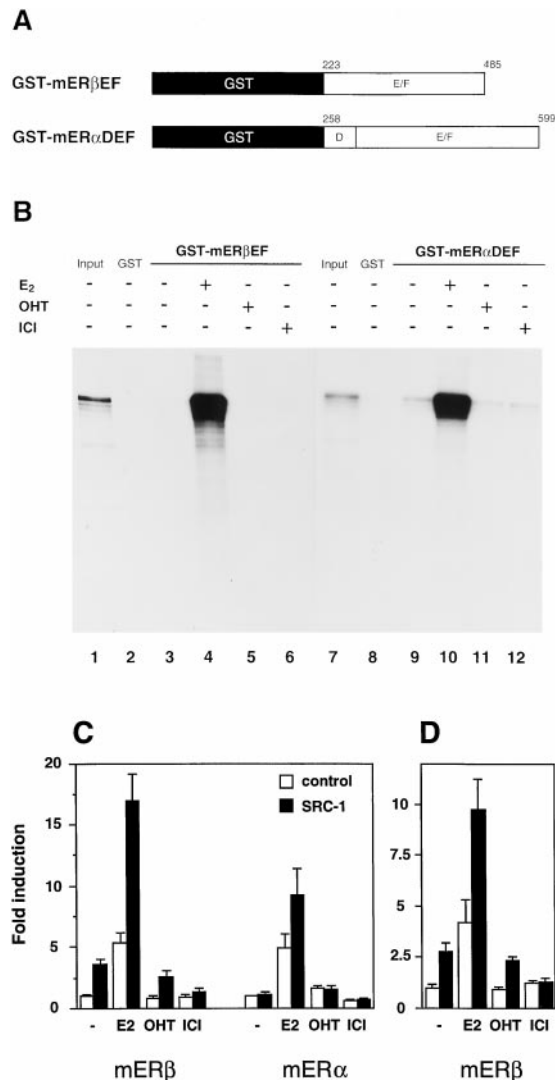 A
223 485
GST-mERβEF GST E/F
258 599
GST-mERαDEF GST D E/F
B
GST-mERβEF GST-mERαDEF
Input GST Input GST
E2 - - - + - - - - - + - -
OHT - - - - + - - - - - + -
ICI - - - - - + - - - - - +
1 2 3 4 5 6 7 8 9 10 11 12
C D
20
15
10
5
0
Fold induction
control
SRC-1
10
7.5
5
2.5
0
- E2 OHT ICI - E2 OHT ICI - E2 OHT ICI
mERβ mERα mERβ